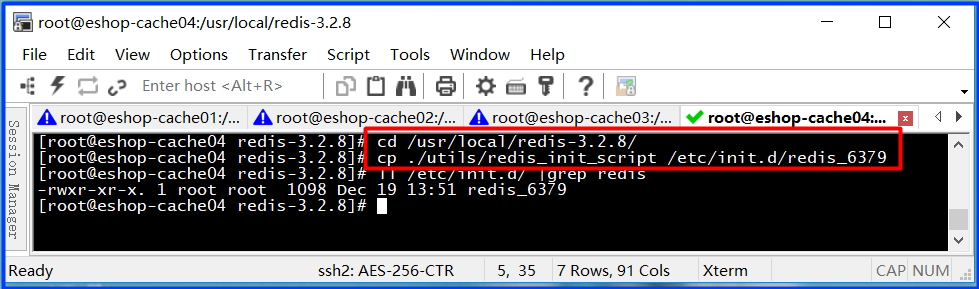 root@eshop-cache04:/usr/local/redis-3.2.8
File Edit View Options Transfer Script Tools Window Help
Enter host <Alt+R>
root@eshop-cache01:/... root@eshop-cache02:/... root@eshop-cache03:/... root@eshop-cache04:...
Session Manager
[root@eshop-cache04 redis-3.2.8]# cd /usr/local/redis-3.2.8/
[root@eshop-cache04 redis-3.2.8]# cp ./utils/redis_init_script /etc/init.d/redis_6379
[root@eshop-cache04 redis-3.2.8]# ll /etc/init.d/ |grep redis
-rwxr-xr-x. 1 root root 1098 Dec 19 13:51 redis_6379
[root@eshop-cache04 redis-3.2.8]#
Ready ssh2: AES-256-CTR 5, 35 7 Rows, 91 Cols Xterm CAP NUM